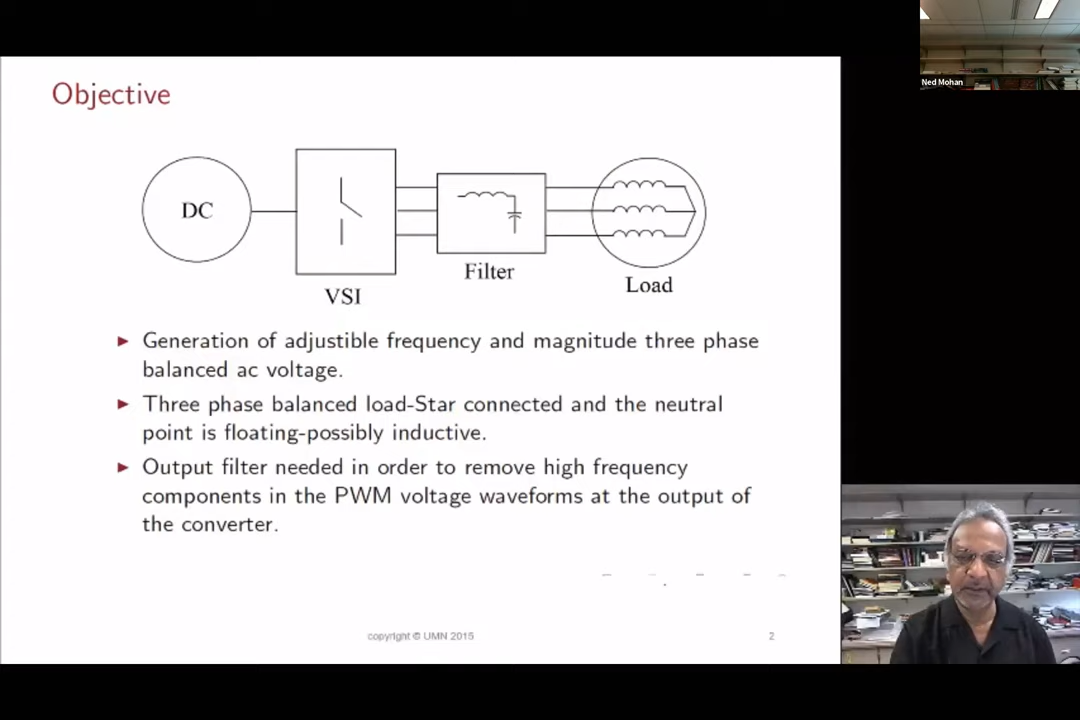 Ned Mohan
Objective
DC
VSI
Filter
Load
► Generation of adjustible frequency and magnitude three phase
balanced ac voltage.
► Three phase balanced load-Star connected and the neutral
point is floating-possibly inductive.
► Output filter needed in order to remove high frequency
components in the PWM voltage waveforms at the output of
the converter.
copyright © UMN 2015
2